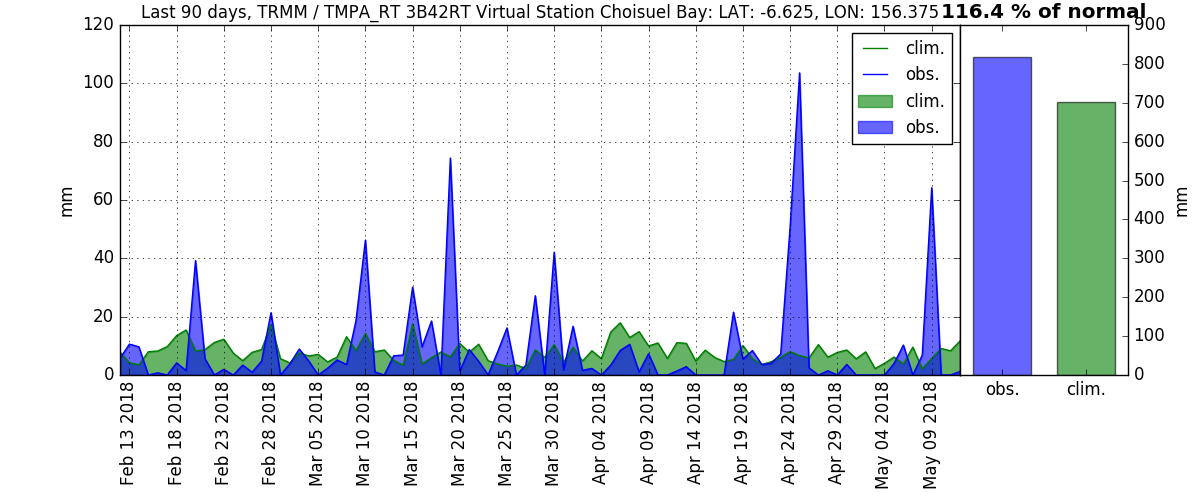 Last 90 days, TRMM / TMPA_RT 3B42RT Virtual Station Choisuel Bay: LAT: -6.625, LON: 156.375
116.4 % of normal
120
100
80
60
40
20
0
mm
clim.
obs.
clim.
obs.
900
800
700
600
500
400
300
200
100
0
mm
Feb 13 2018
Feb 18 2018
Feb 23 2018
Feb 28 2018
Mar 05 2018
Mar 10 2018
Mar 15 2018
Mar 20 2018
Mar 25 2018
Mar 30 2018
Apr 04 2018
Apr 09 2018
Apr 14 2018
Apr 19 2018
Apr 24 2018
Apr 29 2018
May 04 2018
May 09 2018
obs.
clim.